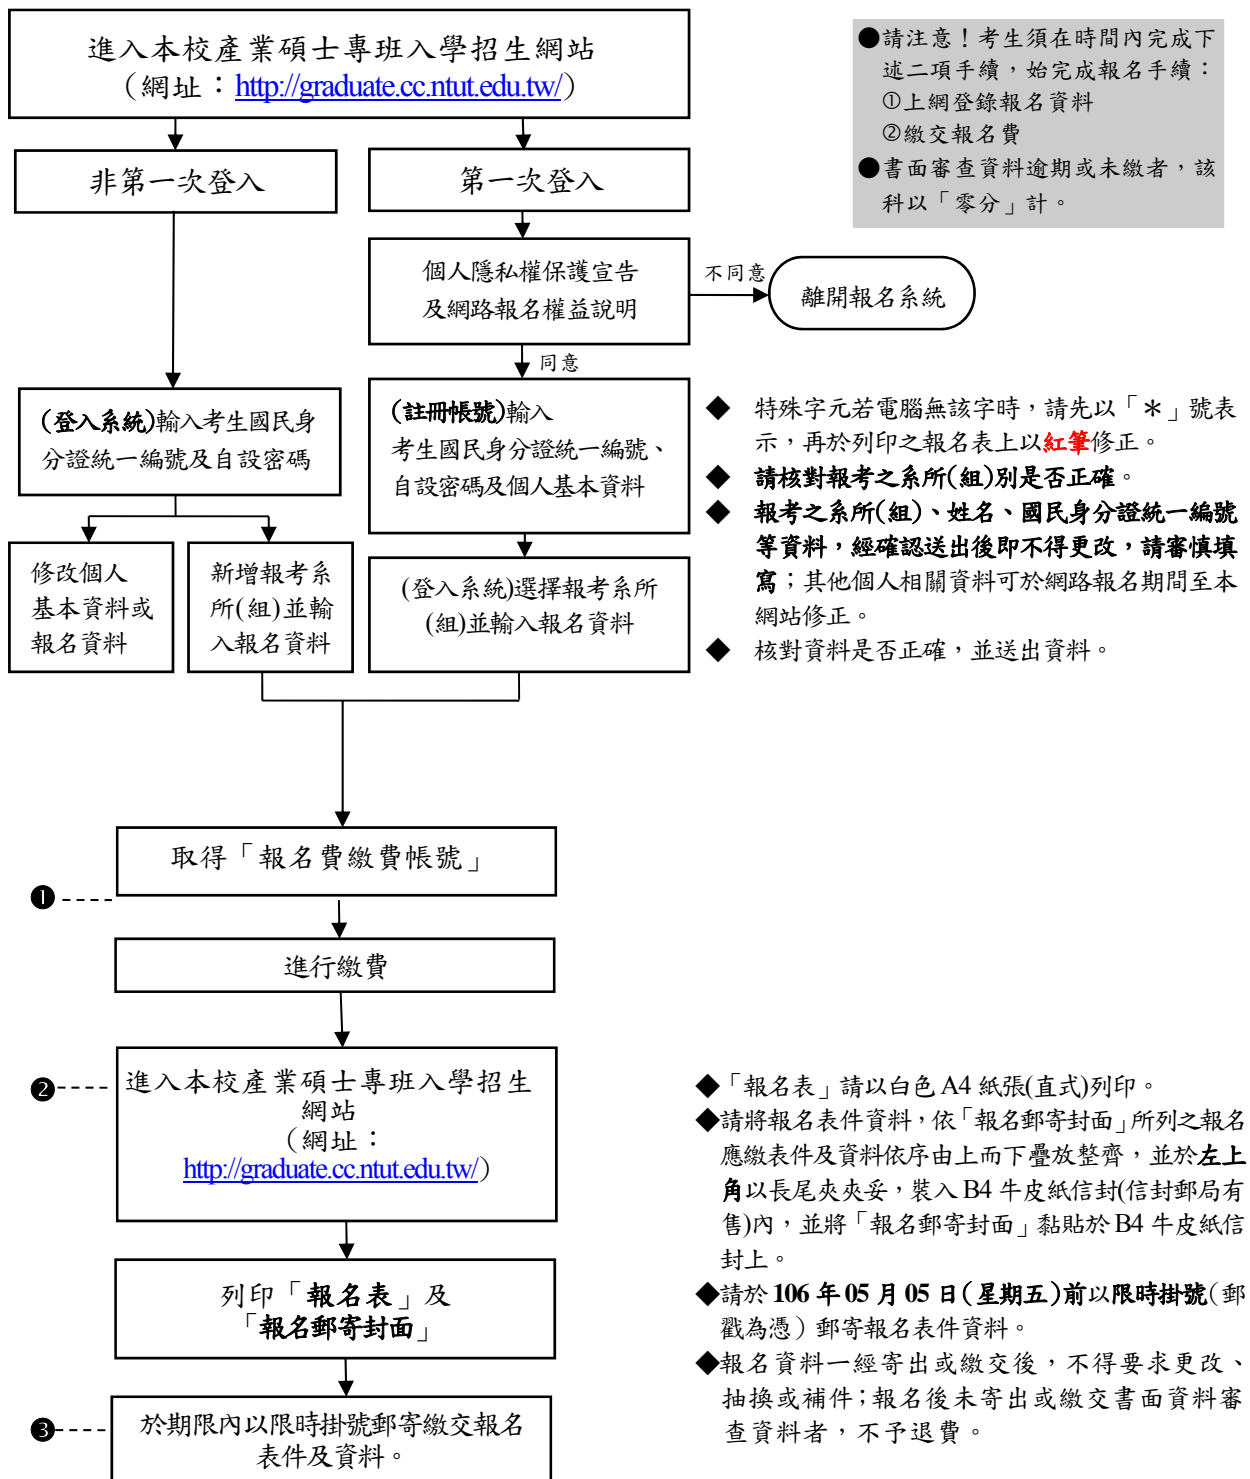 進入本校產業碩士專班入學招生網站
（網址：http://graduate.cc.ntut.edu.tw/）
●請注意！考生須在時間內完成下
述二項手續，始完成報名手續：
①上網登錄報名資料
②繳交報名費
●書面審查資料逾期或未繳者，該
科以「零分」計。
非第一次登入
第一次登入
個人隱私權保護宣告
及網路報名權益說明
不同意
離開報名系統
同意
(登入系統)輸入考生國民身
分證統一編號及自設密碼
(註冊帳號)輸入
考生國民身分證統一編號、
自設密碼及個人基本資料
◆ 特殊字元若電腦無該字時，請先以「＊」號表
示，再於列印之報名表上以紅筆修正。
◆ 請核對報考之系所(組)別是否正確。
◆ 報考之系所(組)、姓名、國民身分證統一編號
等資料，經確認送出後即不得更改，請審慎填
寫；其他個人相關資料可於網路報名期間至本
網站修正。
◆ 核對資料是否正確，並送出資料。
修改個人
基本資料或
報名資料
新增報考系
所(組)並輸
入報名資料
(登入系統)選擇報考系所
(組)並輸入報名資料
取得「報名費繳費帳號」
❶
進行繳費
❷
進入本校產業碩士專班入學招生
網站
（網址：
http://graduate.cc.ntut.edu.tw/）
列印「報名表」及
「報名郵寄封面」
❸
於期限內以限時掛號郵寄繳交報名
表件及資料。
◆「報名表」請以白色 A4 紙張(直式)列印。
◆請將報名表件資料，依「報名郵寄封面」所列之報名
應繳表件及資料依序由上而下疊放整齊，並於左上
角以長尾夾夾妥，裝入 B4 牛皮紙信封(信封郵局有
售)內，並將「報名郵寄封面」黏貼於 B4 牛皮紙信
封上。
◆請於 106 年 05 月 05 日(星期五)前以限時掛號（郵
戳為憑）郵寄報名表件資料。
◆報名資料一經寄出或繳交後，不得要求更改、
抽換或補件；報名後未寄出或繳交書面資料審
查資料者，不予退費。